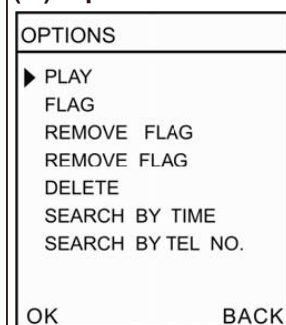 OPTIONS
PLAY
FLAG
REMOVE FLAG
REMOVE FLAG
DELETE
SEARCH BY TIME
SEARCH BY TEL NO.
OK BACK